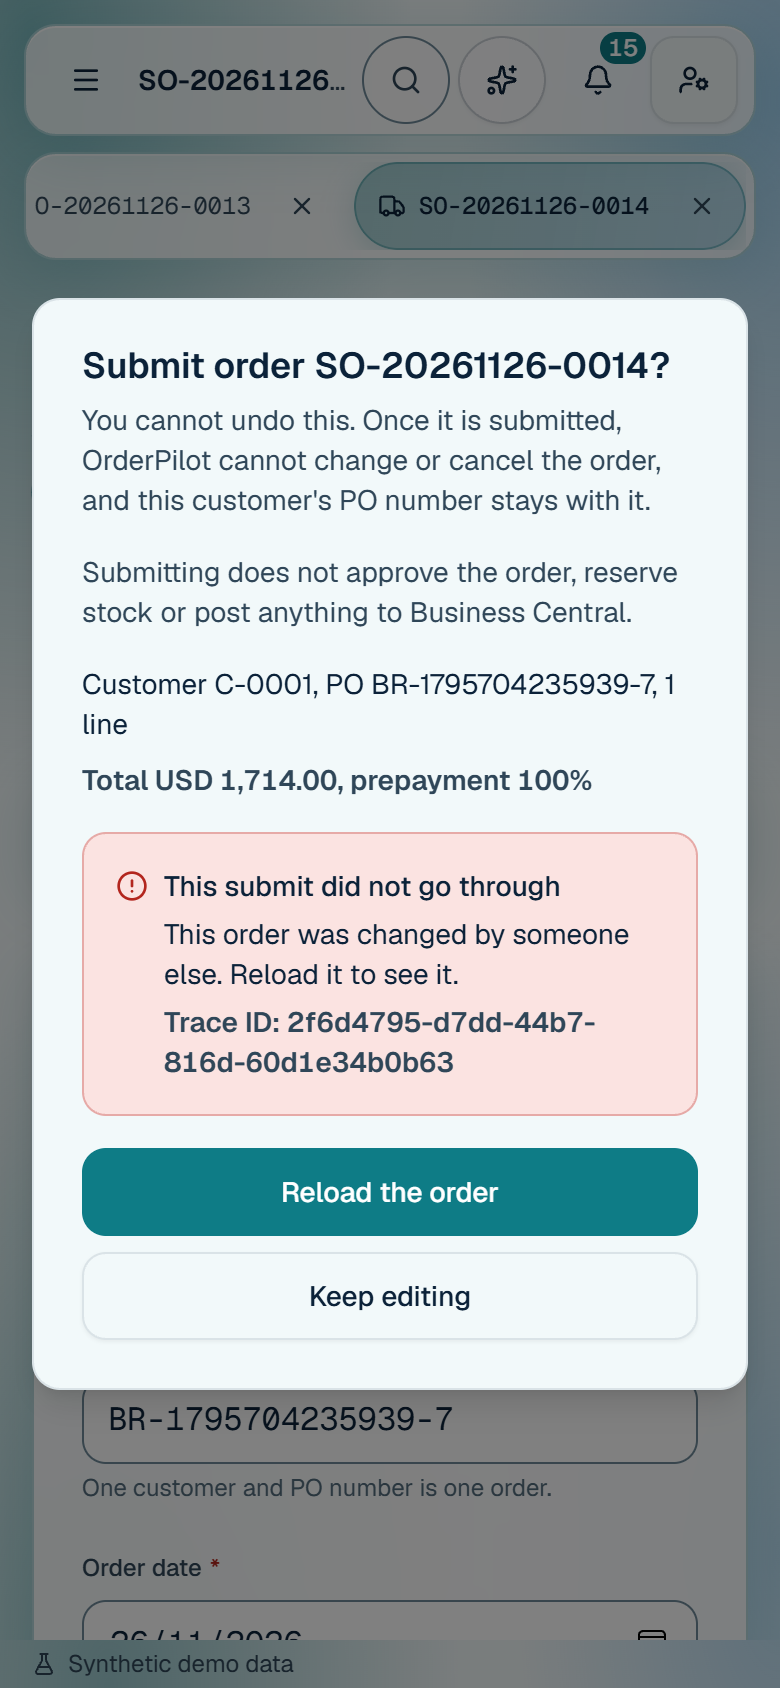 SO-20261126...
15
O-20261126-0013
SO-20261126-0014
Submit order SO-20261126-0014?
You cannot undo this. Once it is submitted,
OrderPilot cannot change or cancel the order,
and this customer's PO number stays with it.
Submitting does not approve the order, reserve
stock or post anything to Business Central.
Customer C-0001, PO BR-1795704235939-7, 1
line
Total USD 1,714.00, prepayment 100%
This submit did not go through
This order was changed by someone
else. Reload it to see it.
Trace ID: 2f6d4795-d7dd-44b7-
816d-60d1e34b0b63
Reload the order
Keep editing
BR-1795704235939-7
One customer and PO number is one order.
Order date *
26/11/2026
Synthetic demo data